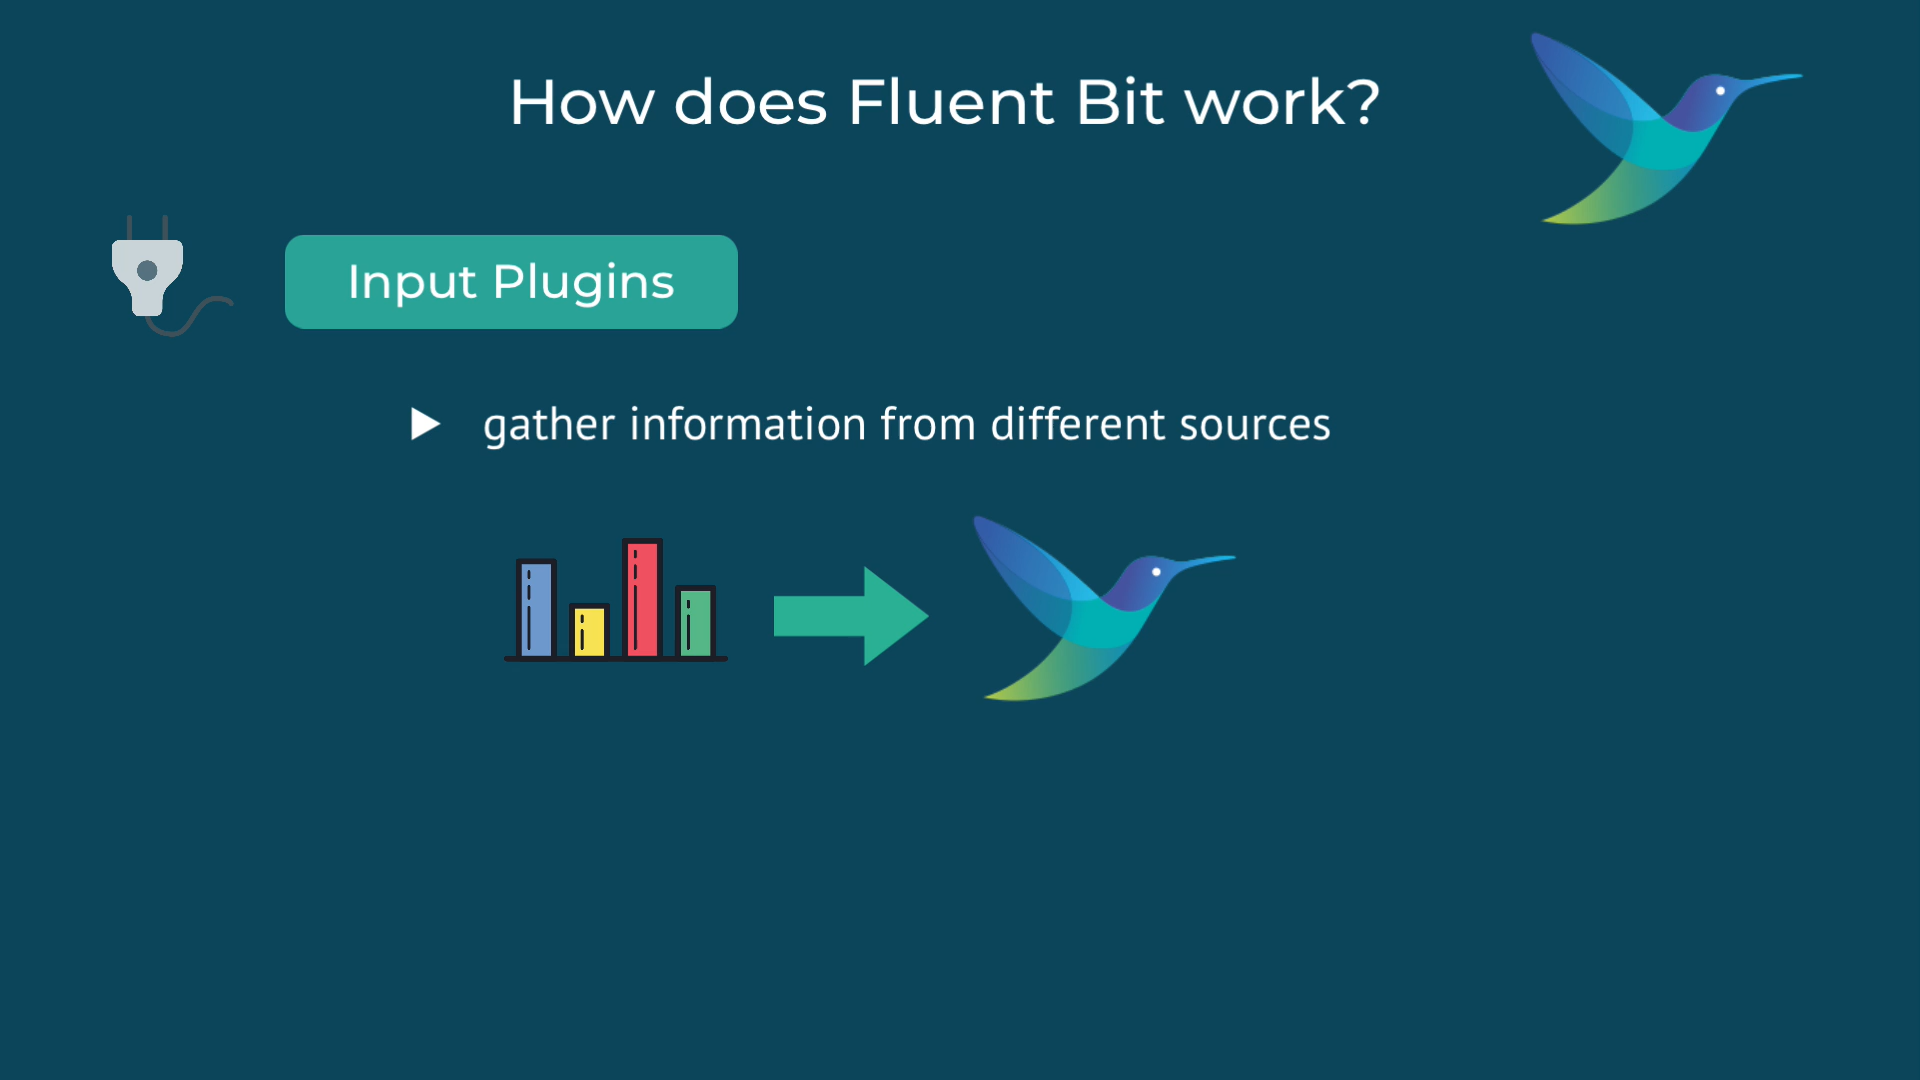 How does Fluent Bit work?
Input Plugins
gather information from different sources